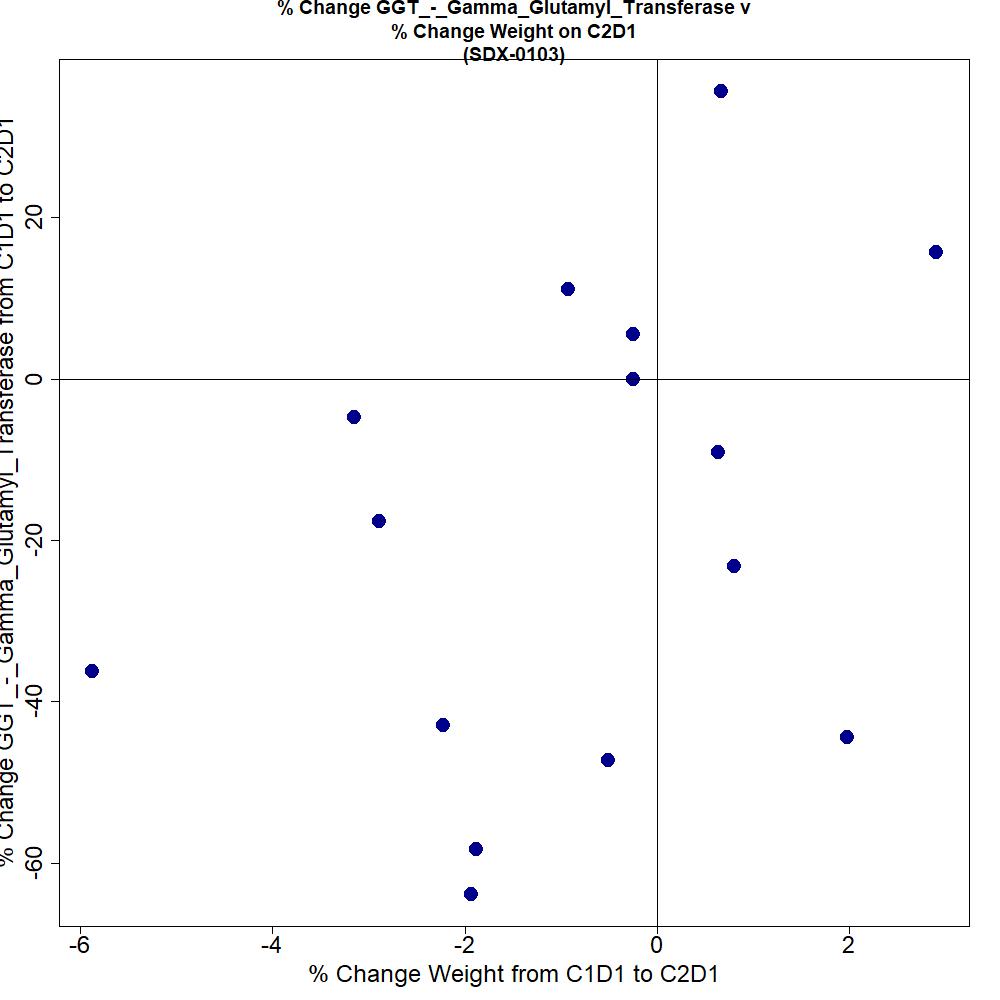 % Change GGT_-_Gamma_Glutamyl_Transferase v
% Change Weight on C2D1
(SDX-0103)
% Change GGT_-_Gamma_Glutamyl_Transferase from C1D1 to C2D1
20
0
-20
-40
-60
-6
-4
-2
0
2
% Change Weight from C1D1 to C2D1